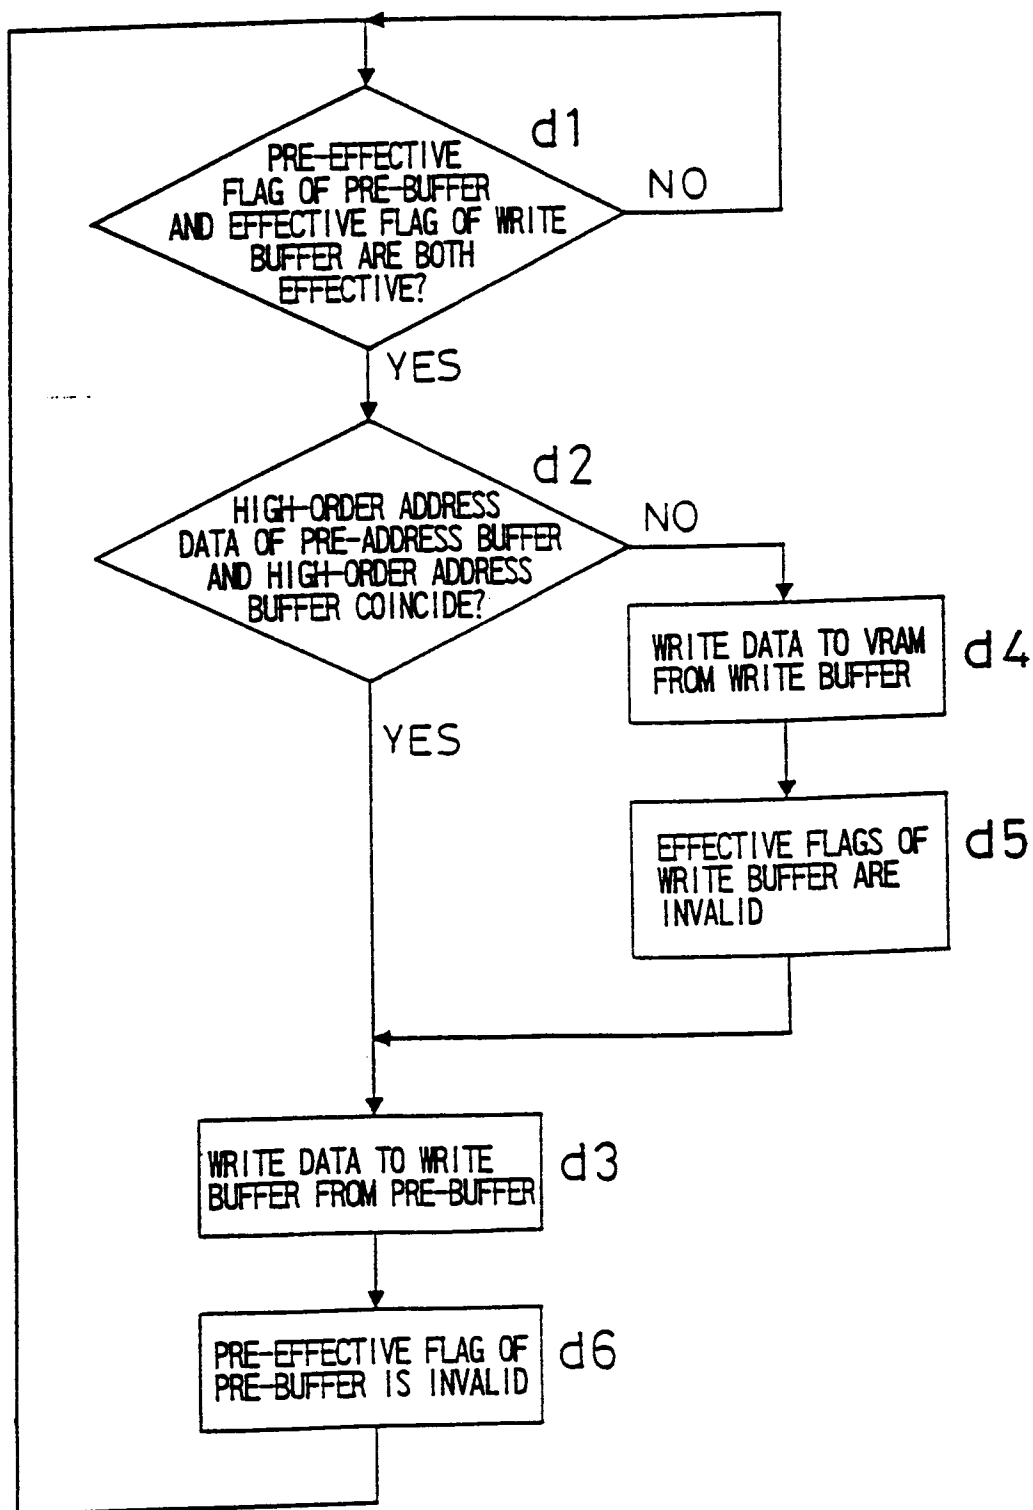 d1
PRE-EFFECTIVE
FLAG OF PRE-BUFFER
AND EFFECTIVE FLAG OF WRITE
BUFFER ARE BOTH
EFFECTIVE?
NO
YES
d2
HIGH-ORDER ADDRESS
DATA OF PRE-ADDRESS BUFFER
AND HIGH-ORDER ADDRESS
BUFFER COINCIDE?
NO
WRITE DATA TO VRAM
FROM WRITE BUFFER
d4
YES
EFFECTIVE FLAGS OF
WRITE BUFFER ARE
INVALID
d5
WRITE DATA TO WRITE
BUFFER FROM PRE-BUFFER
d3
PRE-EFFECTIVE FLAG OF
PRE-BUFFER IS INVALID
d6